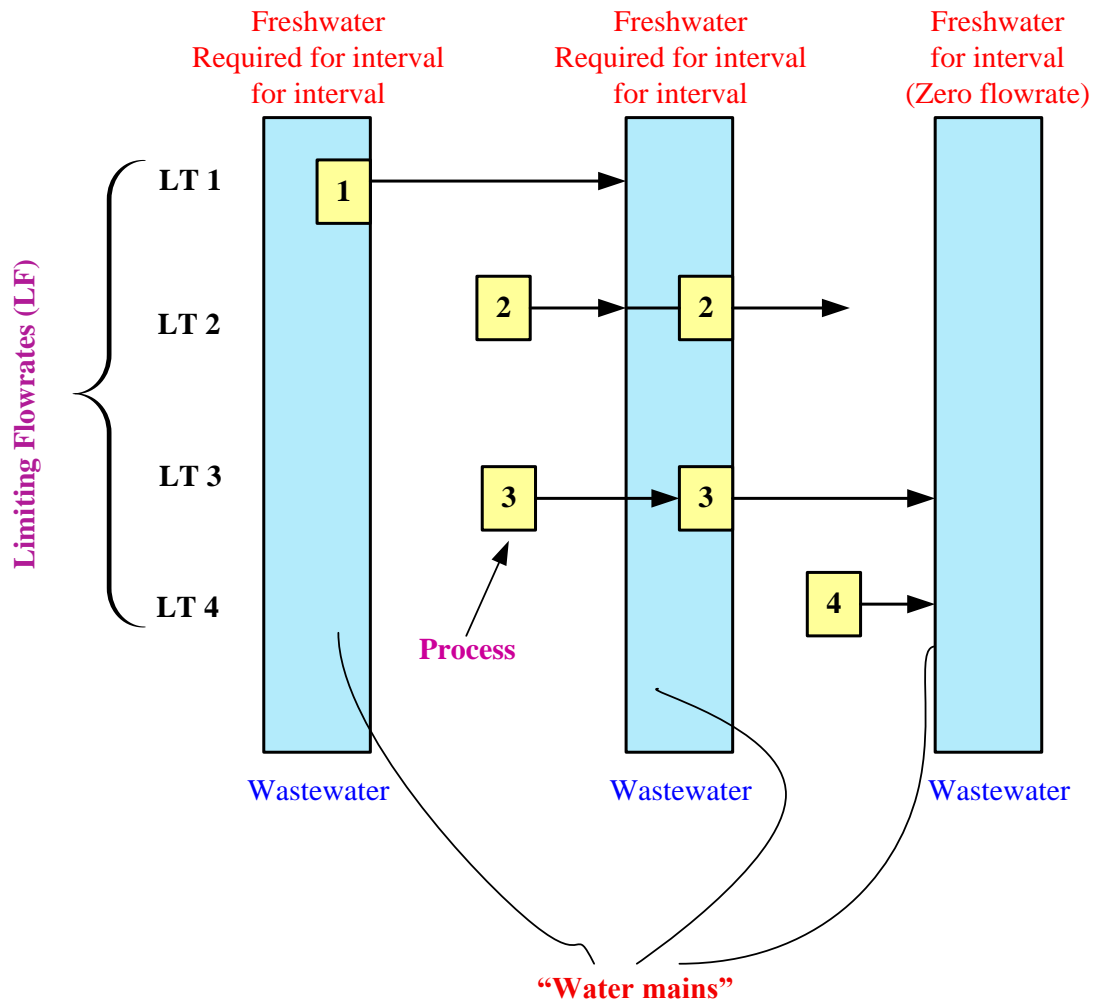 Freshwater
Required for interval
for interval
Freshwater
Required for interval
for interval
Freshwater
for interval
(Zero flowrate)
Limiting Flowrates (LF)
LT 1
1
LT 2
2
2
LT 3
3
3
LT 4
4
Process
Wastewater
Wastewater
Wastewater
“Water mains”